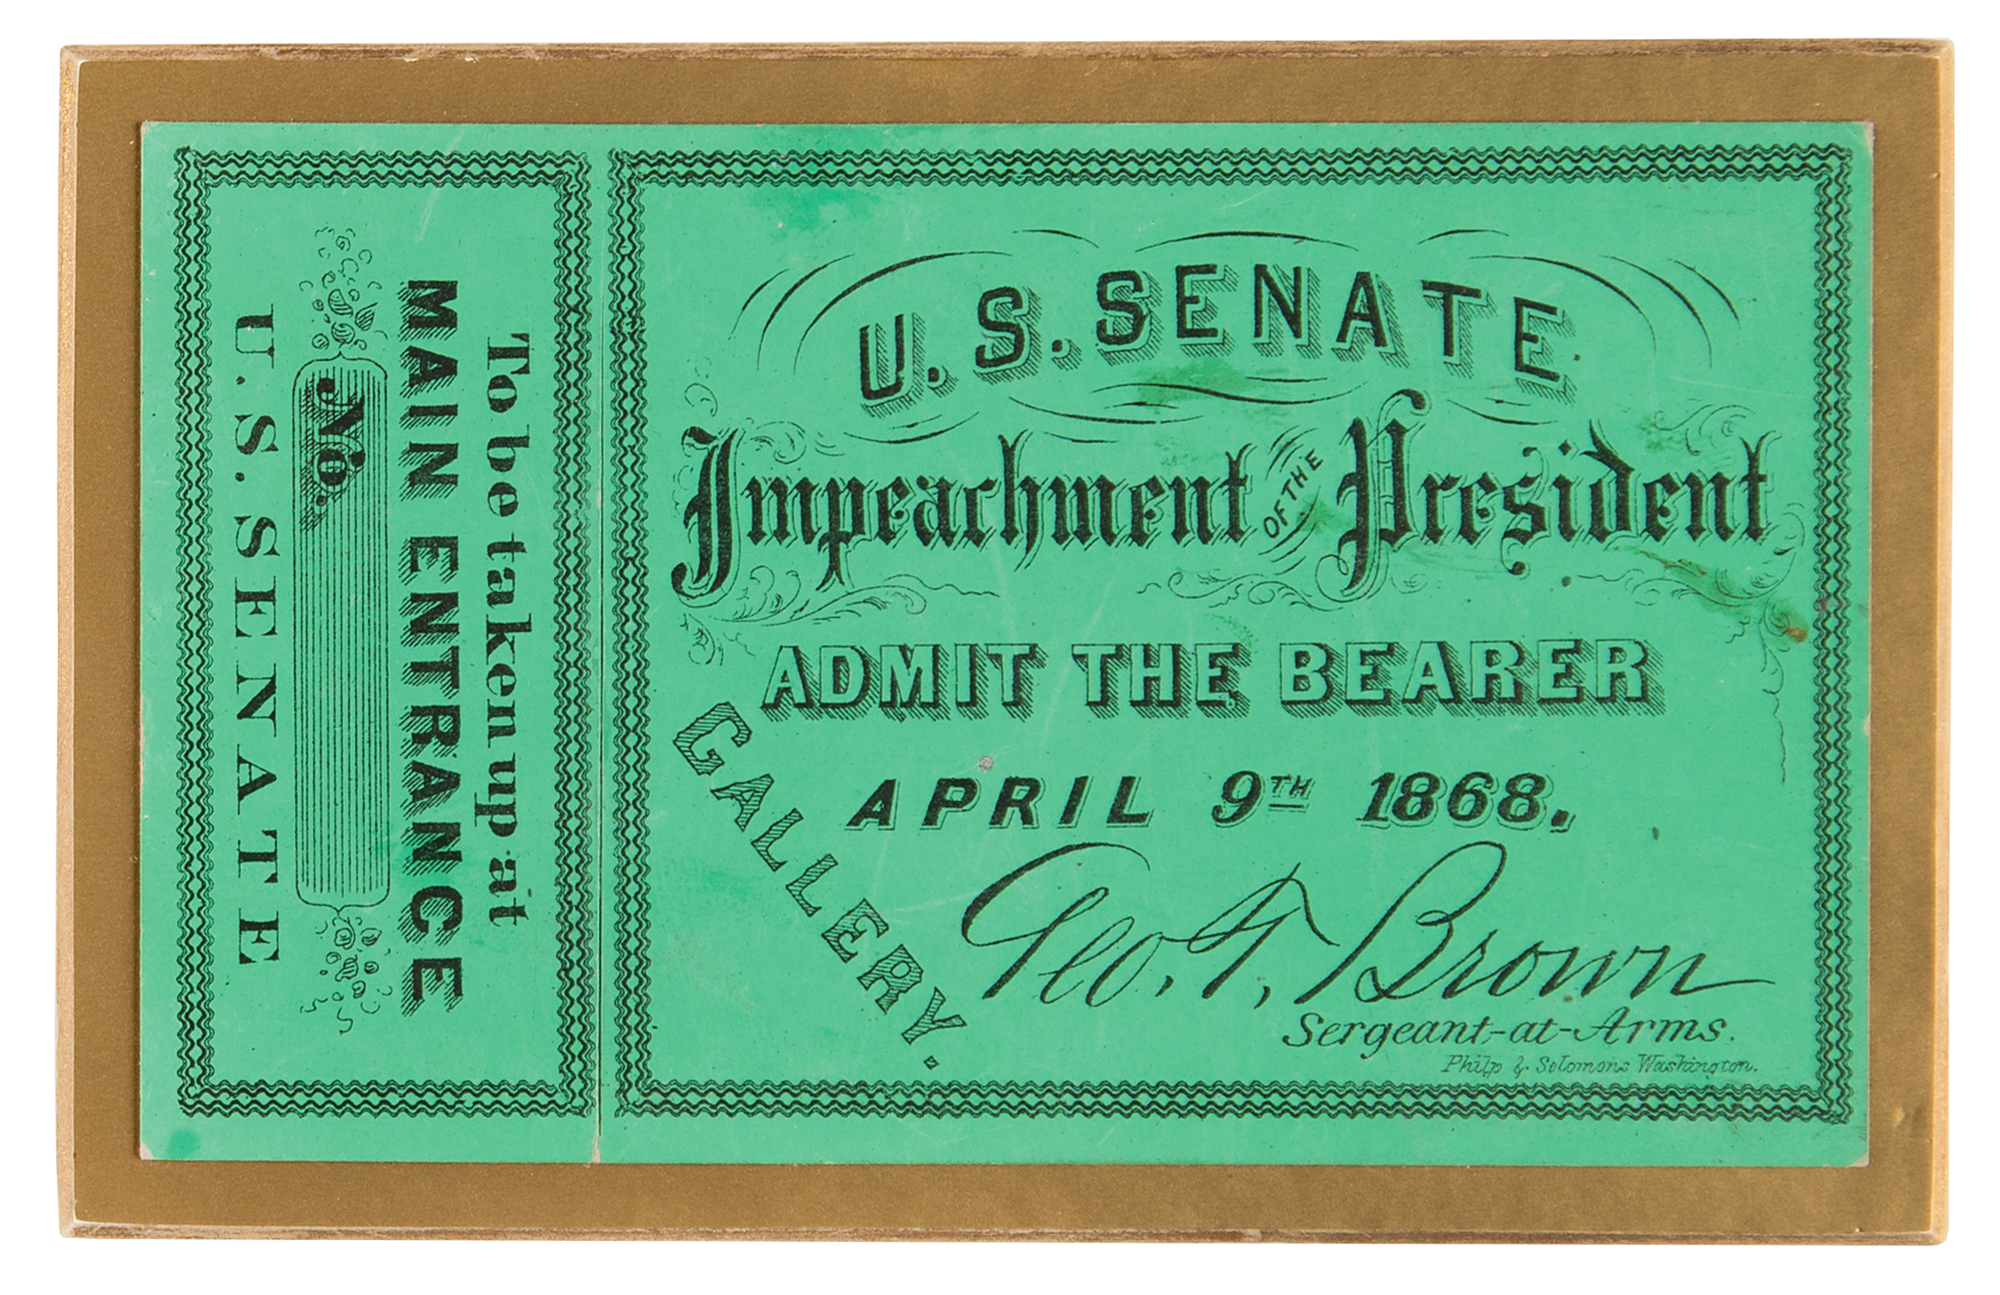 To be taken up at
MAIN ENTRANCE
No.
U.S. SENATE
U.S. SENATE
Impeachment OF THE President
ADMIT THE BEARER
APRIL 9TH 1868.
GALLERY.
Geo. T. Brown
Sergeant-at-Arms.
Philp & Solomons Washington.